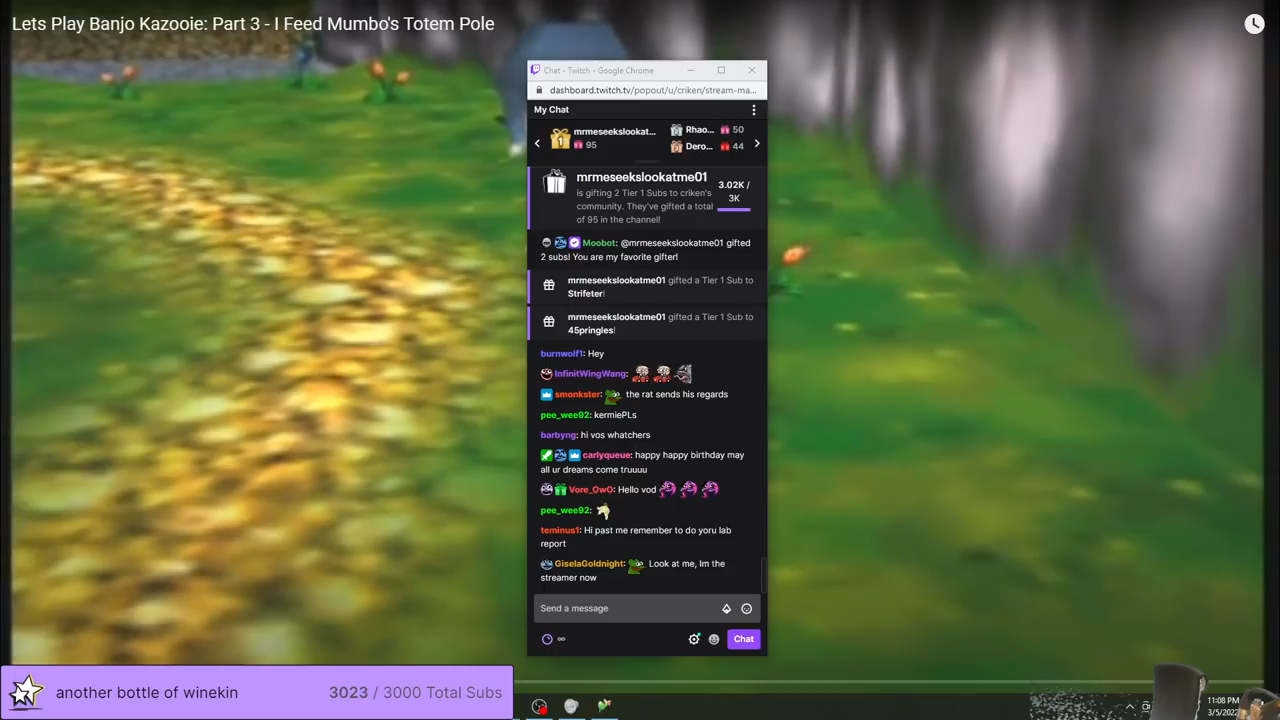 Lets Play Banjo Kazooie: Part 3 - I Feed Mumbo's Totem Pole
Chat - Twitch - Google Chrome
dashboard.twitch.tv/popout/u/criken/stream-ma...
My Chat
mrmeseekslookat...
95
Rhao... 50
Dero... 44
mrmeseekslookatme01
is gifting 2 Tier 1 Subs to criken's
community. They've gifted a total
of 95 in the channel!
3.02K /
3K
Moobot: @mrmeseekslookatme01 gifted
2 subs! You are my favorite gifter!
mrmeseekslookatme01 gifted a Tier 1 Sub to
Strifeter!
mrmeseekslookatme01 gifted a Tier 1 Sub to
45pringles!
burnwolf1: Hey
InfinitWingWang:
smonkster: the rat sends his regards
pee_wee92: kermiePLs
barbyng: hi vos whatchers
carlyqueue: happy happy birthday may
all ur dreams come truuuu
Vore_OwO: Hello vod
pee_wee92:
teminus1: Hi past me remember to do yoru lab
report
GiselaGoldnight: Look at me, Im the
streamer now
Send a message
Chat
another bottle of winekin 3023 / 3000 Total Subs
11:08 PM